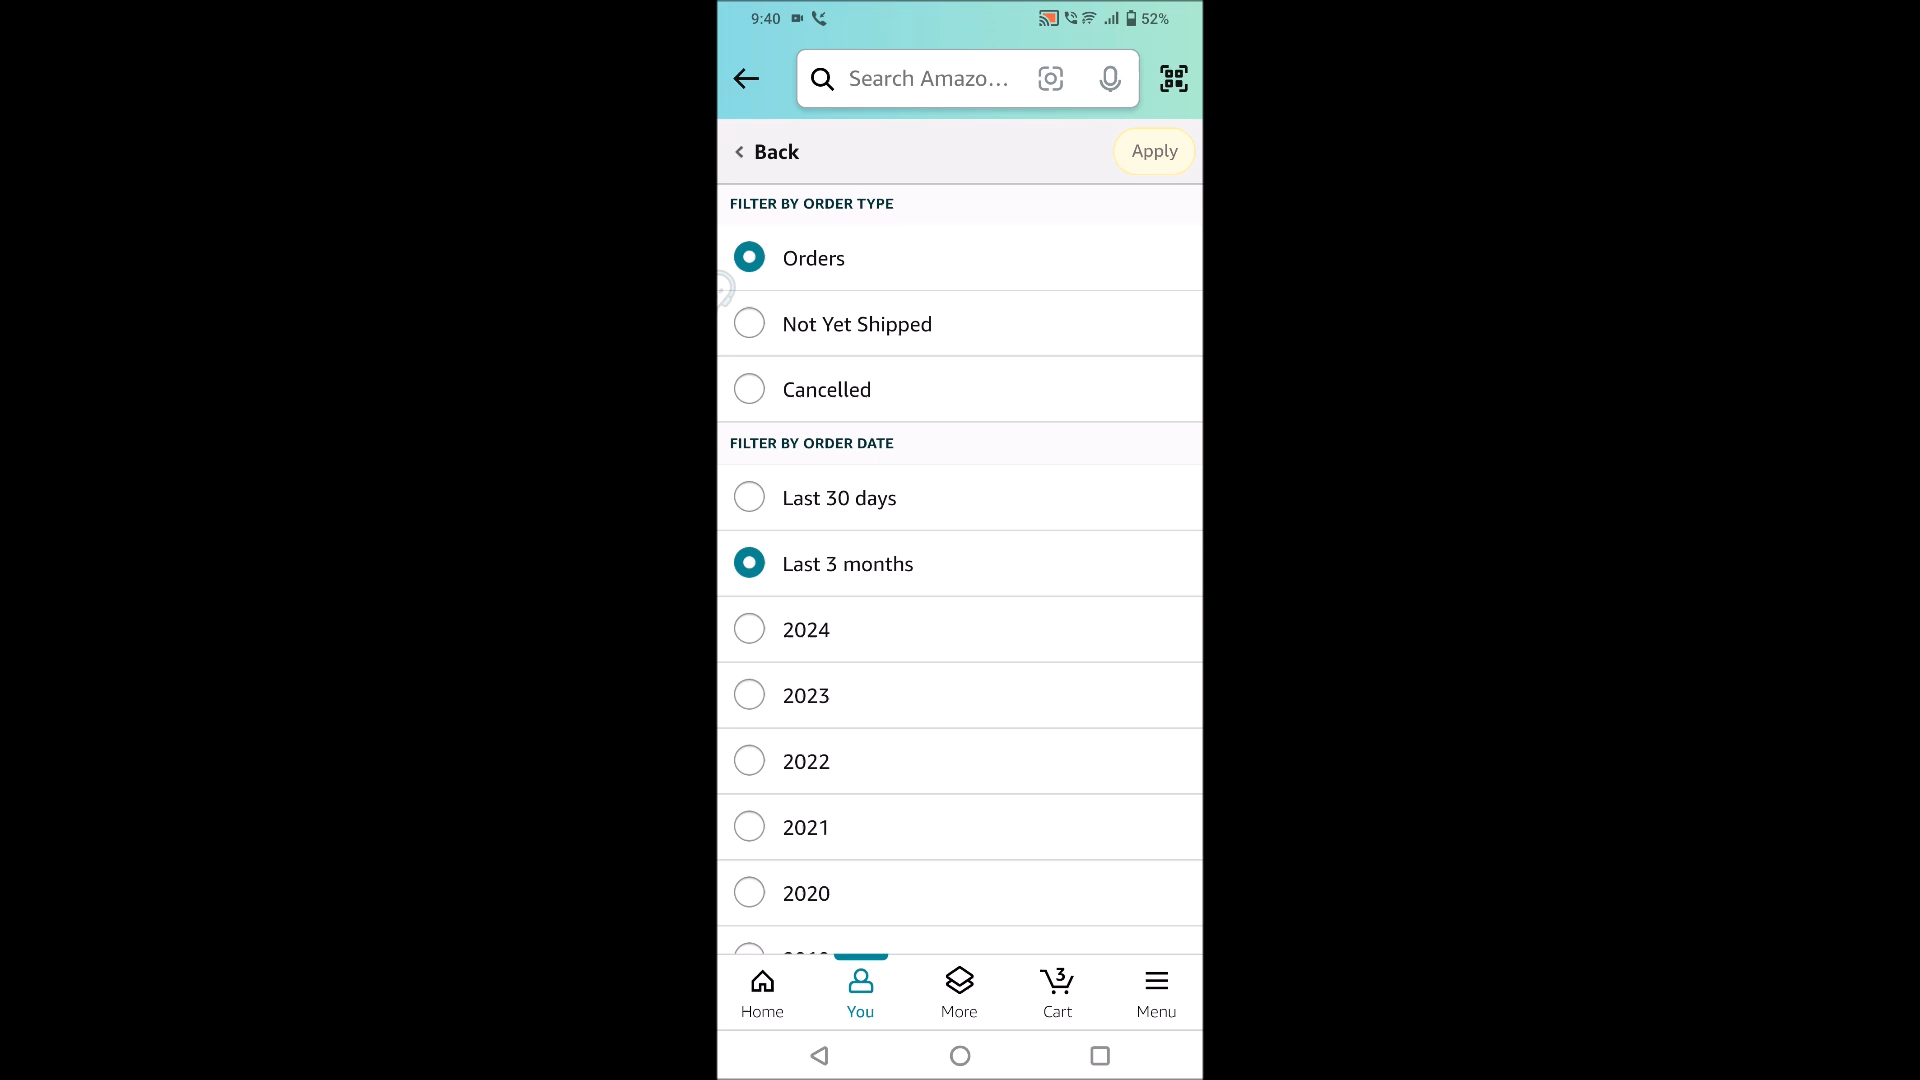 9:40
52%
Search Amazo...
Back
Apply
FILTER BY ORDER TYPE
Orders
Not Yet Shipped
Cancelled
FILTER BY ORDER DATE
Last 30 days
Last 3 months
2024
2023
2022
2021
2020
3
Home You More Cart Menu